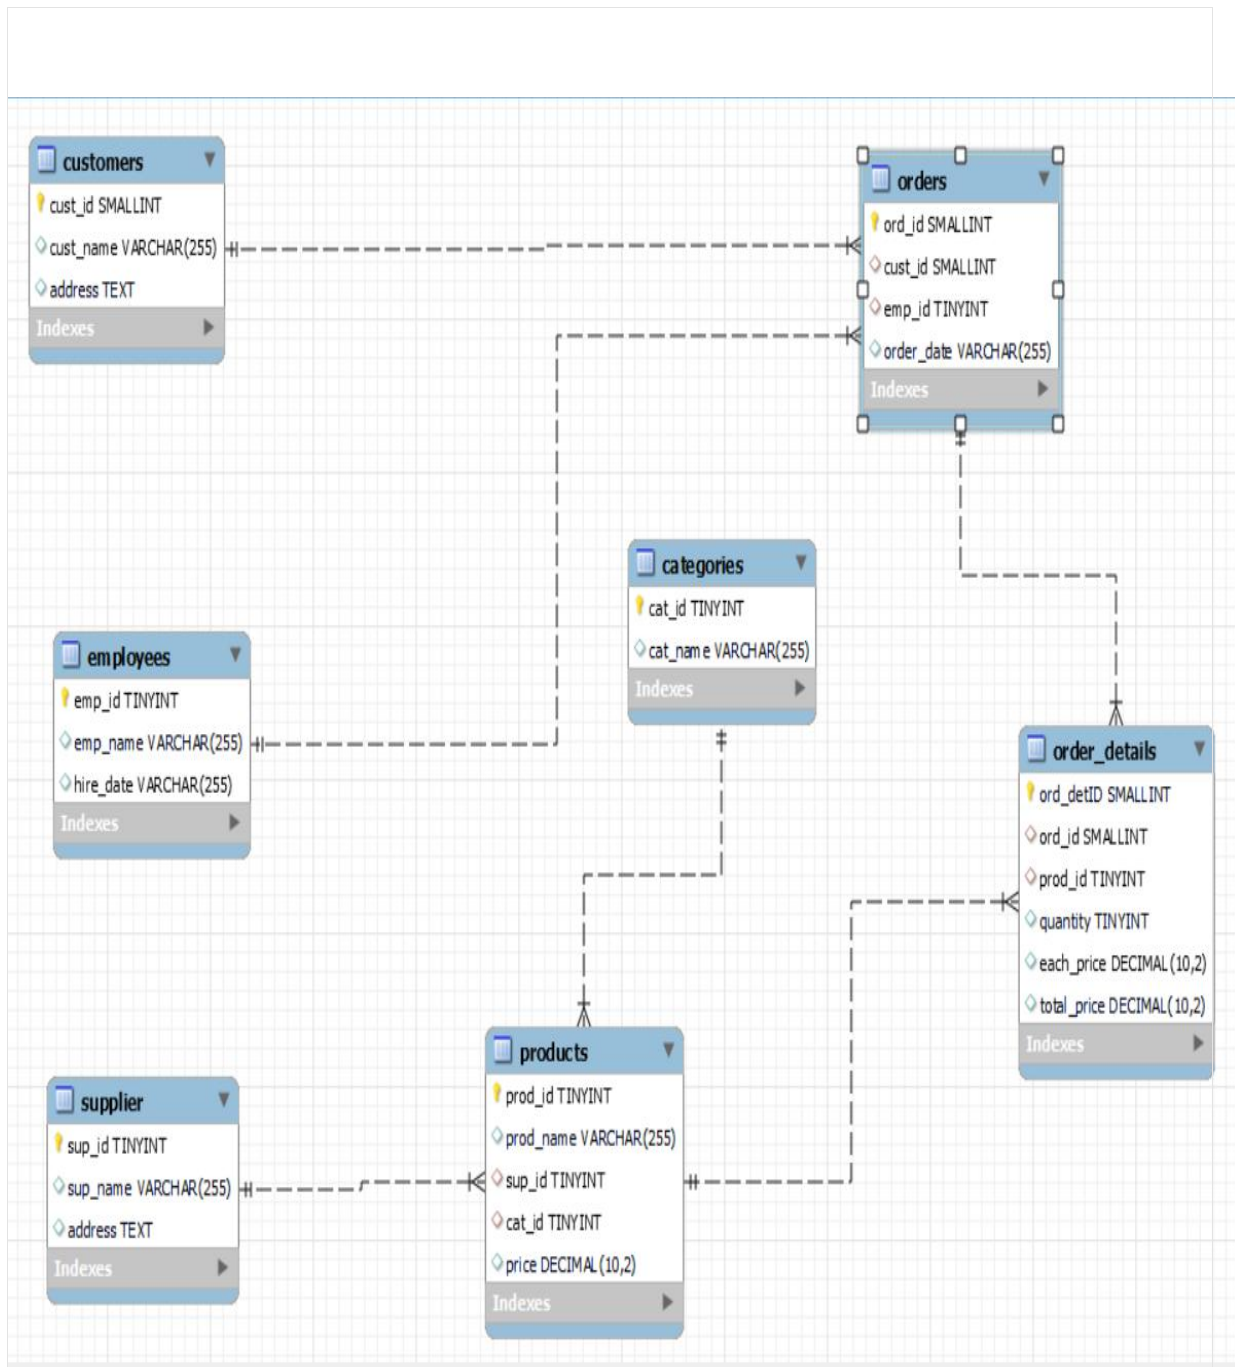 customers
cust_id SMALLINT
cust_name VARCHAR(255)
address TEXT
Indexes
orders
ord_id SMALLINT
cust_id SMALLINT
emp_id TINYINT
order_date VARCHAR(255)
Indexes
categories
cat_id TINYINT
cat_name VARCHAR(255)
Indexes
employees
emp_id TINYINT
emp_name VARCHAR(255)
hire_date VARCHAR(255)
Indexes
order_details
ord_detID SMALLINT
ord_id SMALLINT
prod_id TINYINT
quantity TINYINT
each_price DECIMAL(10,2)
total_price DECIMAL(10,2)
Indexes
products
prod_id TINYINT
prod_name VARCHAR(255)
sup_id TINYINT
cat_id TINYINT
price DECIMAL(10,2)
Indexes
supplier
sup_id TINYINT
sup_name VARCHAR(255)
address TEXT
Indexes